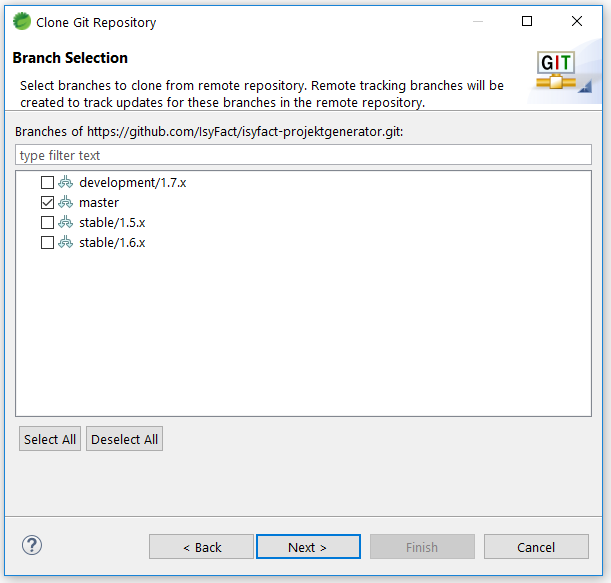 Clone Git Repository
Branch Selection
Select branches to clone from remote repository. Remote tracking branches will be
created to track updates for these branches in the remote repository.
GIT
Branches of https://github.com/IsyFact/isyfact-projektgenerator.git:
type filter text
development/1.7.x
master
stable/1.5.x
stable/1.6.x
Select All Deselect All
? < Back Next > Finish Cancel